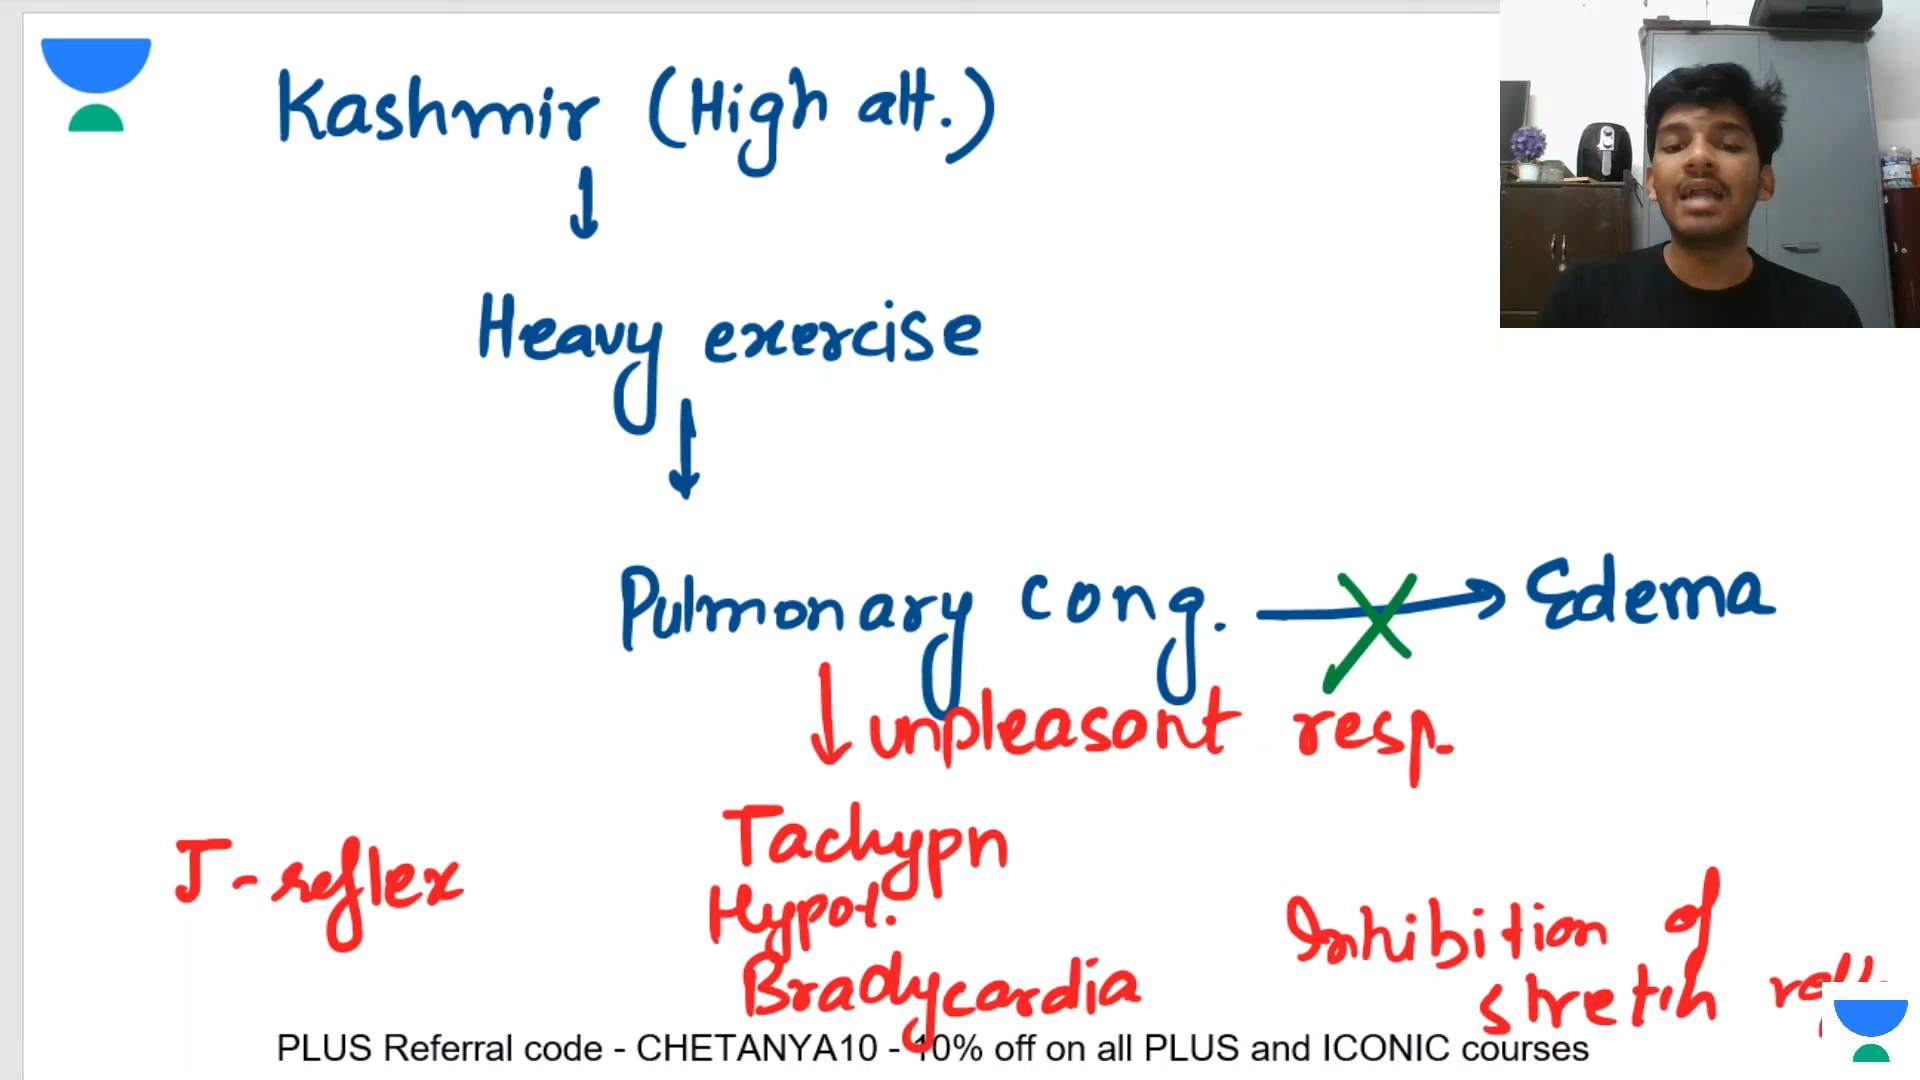 Kashmir (High alt.)
Heavy exercise
Pulmonary cong. → Edema
↓ unpleasant resp.
Tachypn
J-reflex
Hypot.
Inhibition of
Bradycardia
stretch
PLUS Referral code - CHETANYA10 - 10% off on all PLUS and ICONIC courses